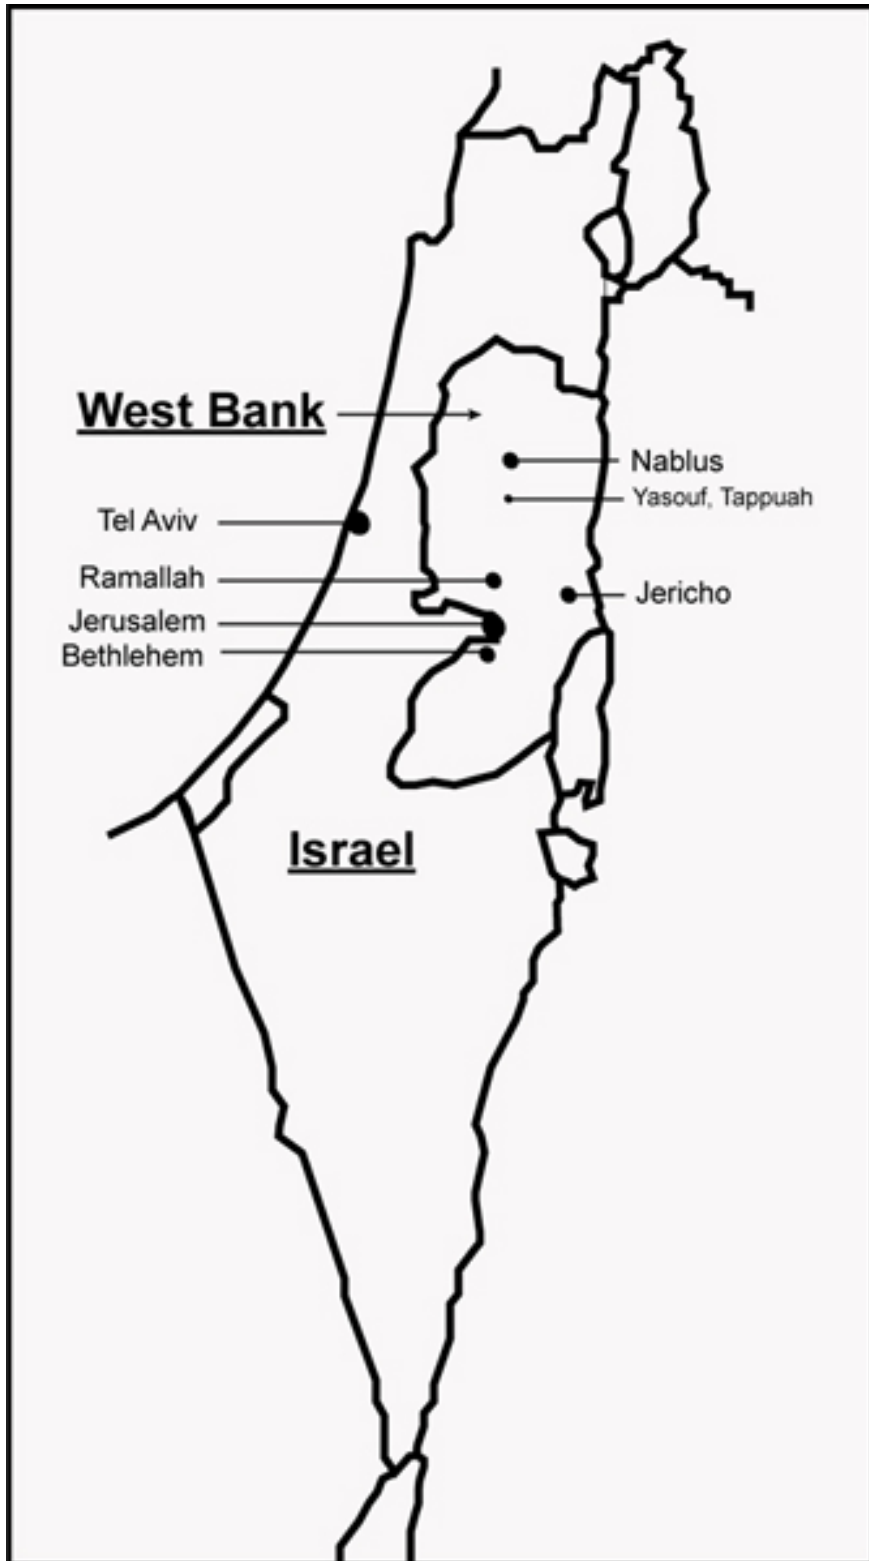 West Bank
Nablus
Yasouf, Tappuah
Tel Aviv
Ramallah
Jericho
Jerusalem
Bethlehem
Israel